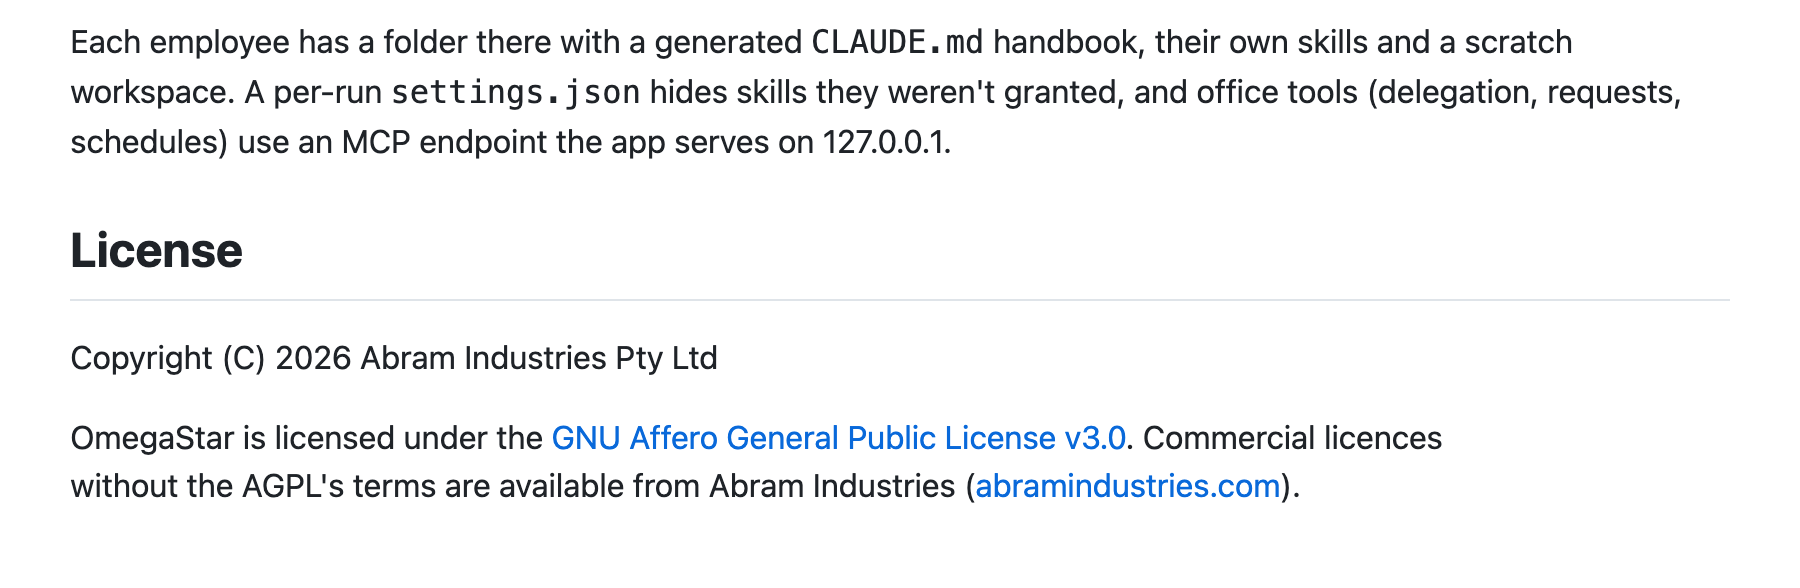 Each employee has a folder there with a generated CLAUDE.md handbook, their own skills and a scratch
workspace. A per-run settings.json hides skills they weren't granted, and office tools (delegation, requests,
schedules) use an MCP endpoint the app serves on 127.0.0.1.
License
Copyright (C) 2026 Abram Industries Pty Ltd
OmegaStar is licensed under the GNU Affero General Public License v3.0. Commercial licences
without the AGPL's terms are available from Abram Industries (abramindustries.com).